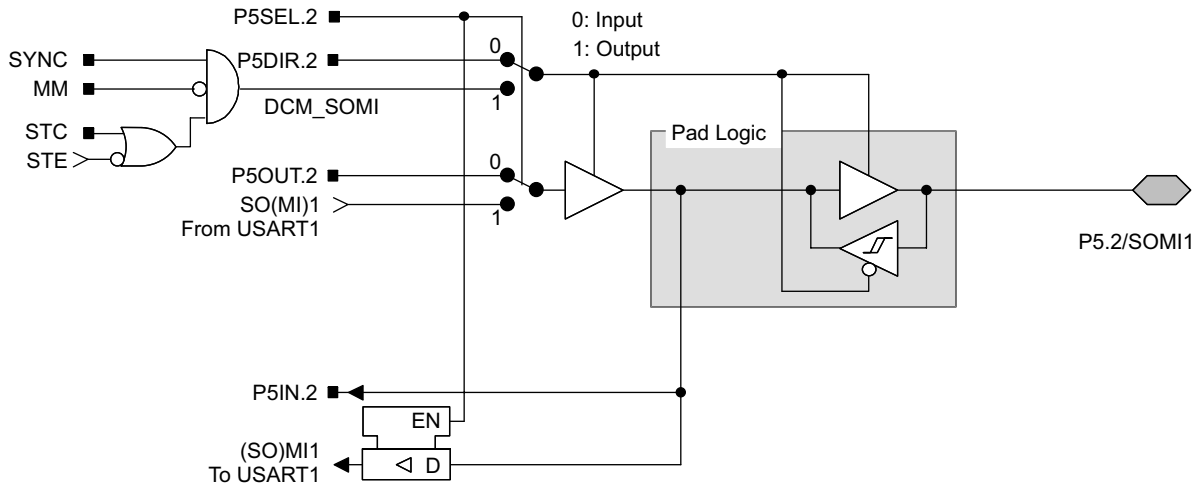 P5SEL.2
0: Input
1: Output
SYNC
P5DIR.2
0
MM
1
DCM_SOMI
STC
STE
Pad Logic
P5OUT.2
0
SO(MI)1
1
From USART1
P5.2/SOMI1
P5IN.2
EN
(SO)MI1
D
To USART1